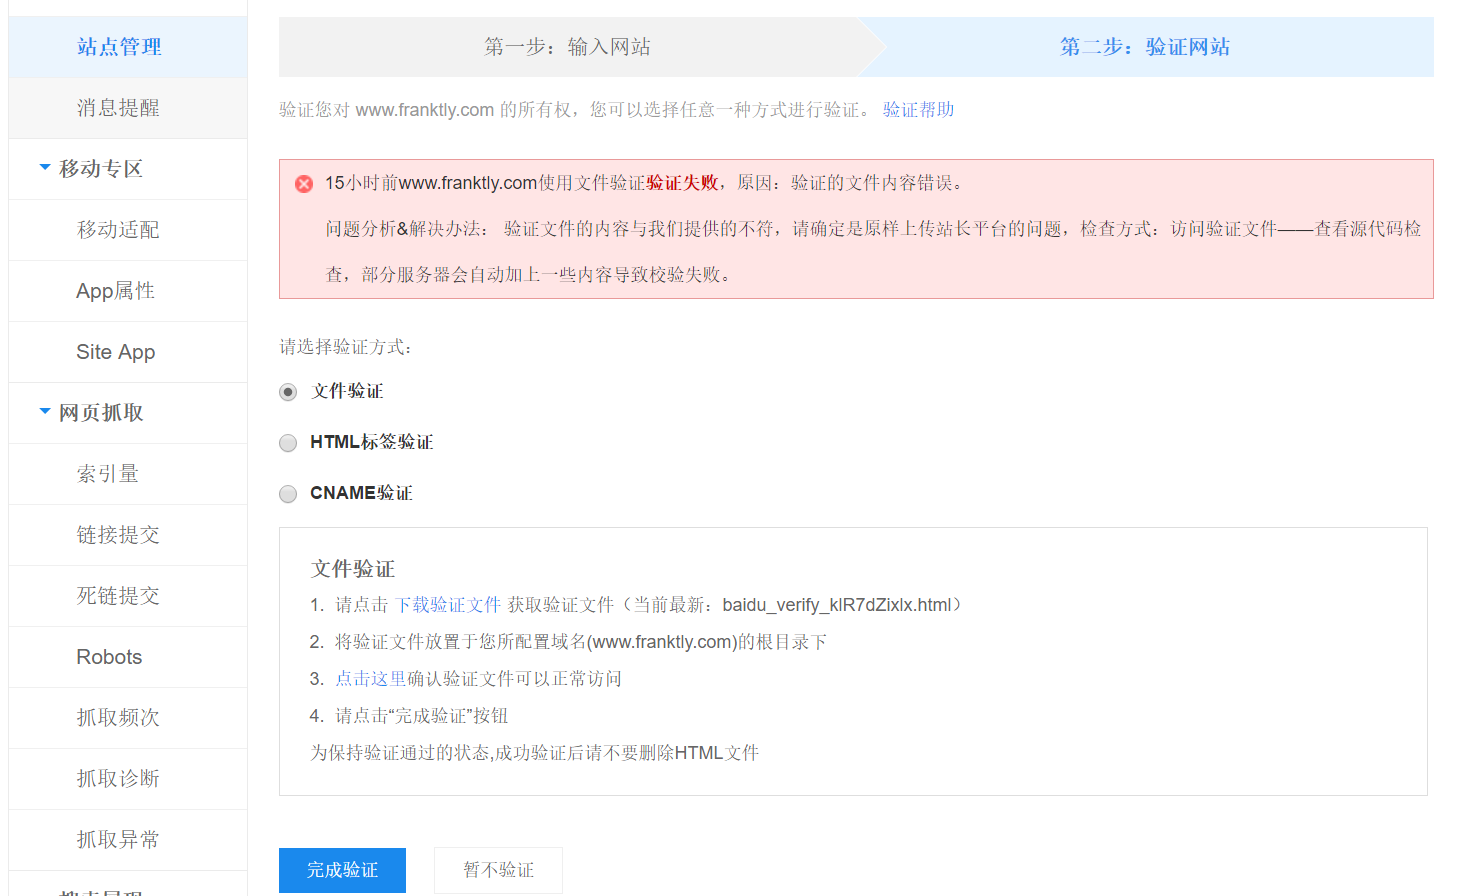 站点管理
消息提醒
移动专区
移动适配
App属性
Site App
网页抓取
索引量
链接提交
死链提交
Robots
抓取频次
抓取诊断
抓取异常
第一步：输入网站
第二步：验证网站
验证您对 www.franktly.com 的所有权，您可以选择任意一种方式进行验证。 验证帮助
15小时前www.franktly.com使用文件验证验证失败，原因：验证的文件内容错误。
问题分析&解决办法： 验证文件的内容与我们提供的不符，请确定是原样上传站长平台的问题，检查方式：访问验证文件——查看源代码检
查，部分服务器会自动加上一些内容导致校验失败。
请选择验证方式：
文件验证
HTML标签验证
CNAME验证
文件验证
1. 请点击 下载验证文件 获取验证文件（当前最新：baidu_verify_klR7dZixlx.html）
2. 将验证文件放置于您所配置域名(www.franktly.com)的根目录下
3. 点击这里确认验证文件可以正常访问
4. 请点击“完成验证”按钮
为保持验证通过的状态,成功验证后请不要删除HTML文件
完成验证
暂不验证